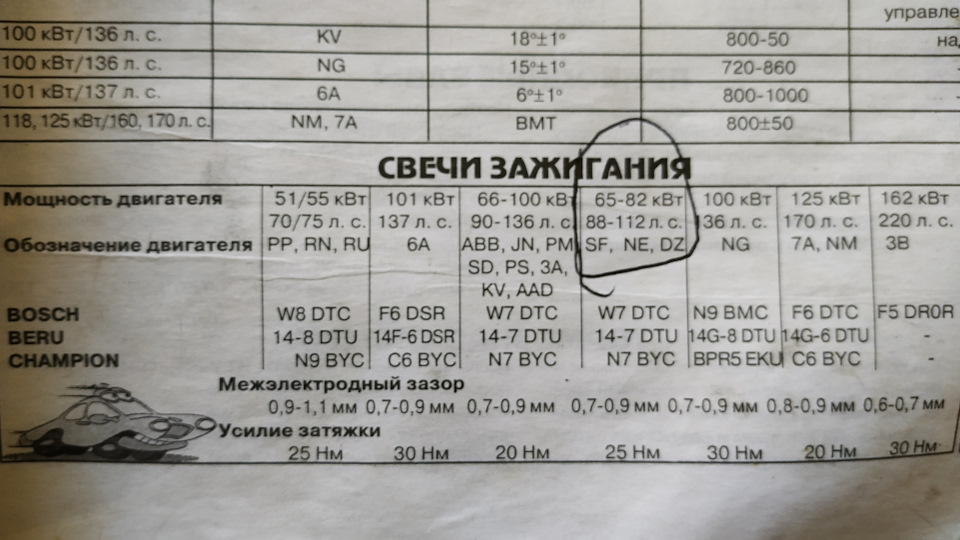 управле
100 кВт/136 л. с. KV 18°±1° 800-50 на
100 кВт/136 л. с. NG 15°±1° 720-860 -
101 кВт/137 л. с. 6A 6°±1° 800-1000 -
118, 125 кВт/160, 170 л. с. NM, 7A ВМТ 800±50
СВЕЧИ ЗАЖИГАНИЯ
Мощность двигателя 51/55 кВт 101 кВт 66-100 кВт 65-82 кВт 100 кВт 125 кВт 162 кВт
70/75 л. с. 137 л. с. 90-136 л. с. 88-112 л. с. 136 л. с. 170 л. с. 220 л. с.
Обозначение двигателя PP, RN, RU 6A ABB, JN, PM, SF, NE, DZ NG 7A, NM 3B
SD, PS, 3A,
KV, AAD
BOSCH W8 DTC F6 DSR W7 DTC W7 DTC N9 BMC F6 DTC F5 DR0R
BERU 14-8 DTU 14F-6 DSR 14-7 DTU 14-7 DTU 14G-8 DTU 14G-6 DTU -
CHAMPION N9 BYC C6 BYC N7 BYC N7 BYC BPR5 EKU C6 BYC -
Межэлектродный зазор
0,9-1,1 мм 0,7-0,9 мм 0,7-0,9 мм 0,7-0,9 мм 0,7-0,9 мм 0,8-0,9 мм 0,6-0,7 мм
Усилие затяжки
25 Нм 30 Нм 20 Нм 25 Нм 30 Нм 20 Нм 30 Нм